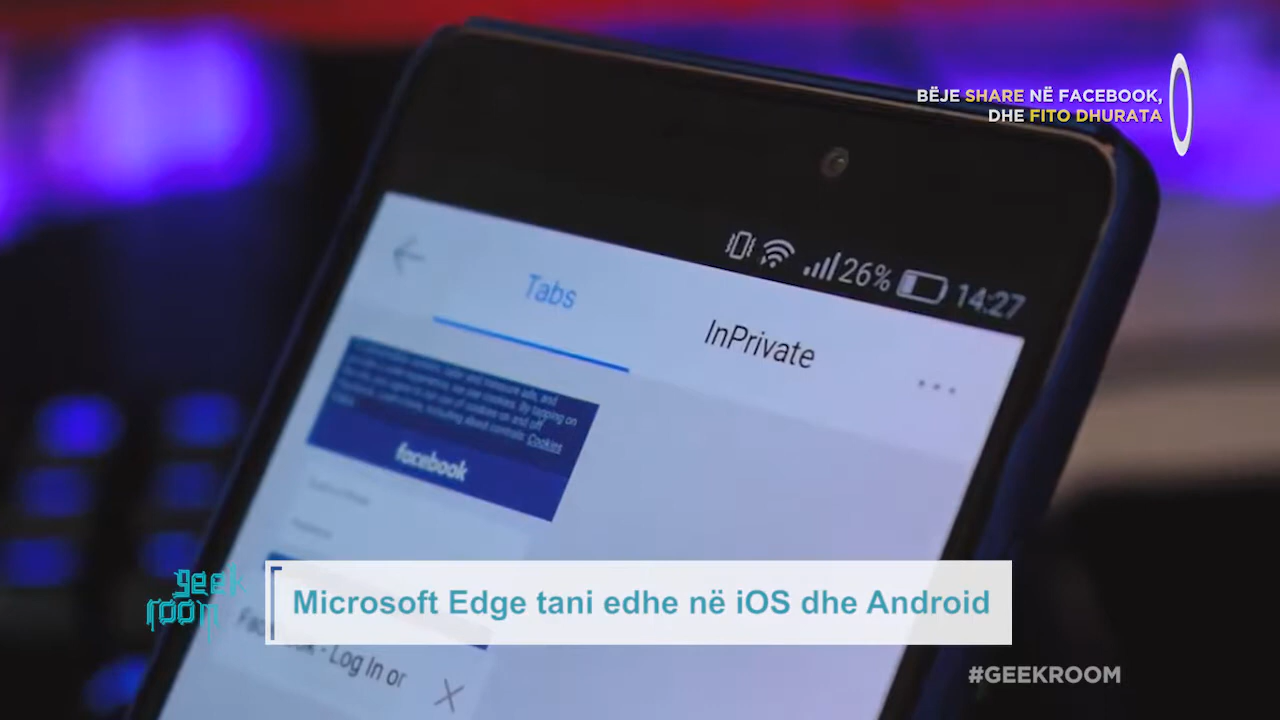 BËJE SHARE NË FACEBOOK,
DHE FITO DHURATA
26% 14:27
Tabs
InPrivate
facebook
Cookies
geek
room
Microsoft Edge tani edhe në iOS dhe Android
Log In or
#GEEKROOM